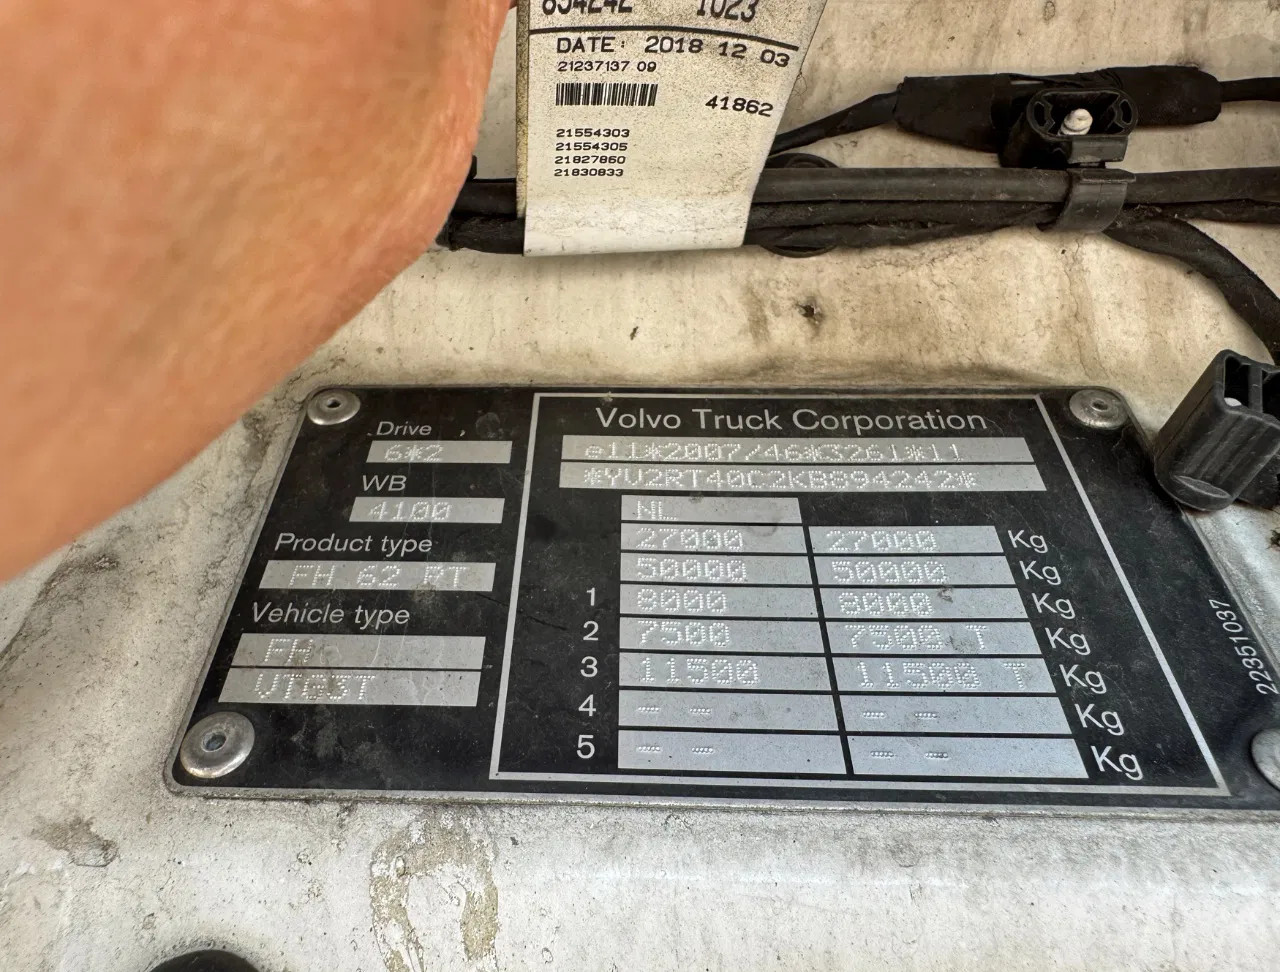 894242 1023
DATE: 2018 12 03
21237137 09
41862
21554303
21554305
21827860
21830833
Volvo Truck Corporation
Drive
6*2
e11*2007/46*3261*11
*YV2RT40C2KB894242*
WB
4100
NL
Product type
27000 27000 Kg
FH 62 RT
50000 50000 Kg
1 8000 8000 Kg
Vehicle type
2 7500 7500 T Kg
FH
3 11500 11500 T Kg
VTG3T
4 -- -- -- -- Kg
5 -- -- -- -- Kg
22351037